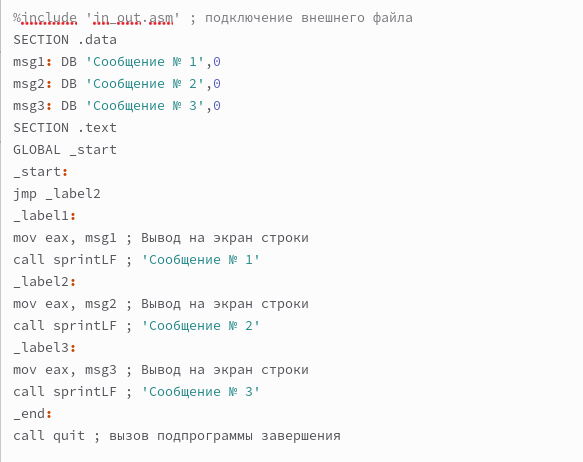 %include 'in_out.asm' ; подключение внешнего файла
SECTION .data
msg1: DB 'Сообщение № 1',0
msg2: DB 'Сообщение № 2',0
msg3: DB 'Сообщение № 3',0
SECTION .text
GLOBAL _start
_start:
jmp _label2
_label1:
mov eax, msg1 ; Вывод на экран строки
call sprintLF ; 'Сообщение № 1'
_label2:
mov eax, msg2 ; Вывод на экран строки
call sprintLF ; 'Сообщение № 2'
_label3:
mov eax, msg3 ; Вывод на экран строки
call sprintLF ; 'Сообщение № 3'
_end:
call quit ; вызов подпрограммы завершения